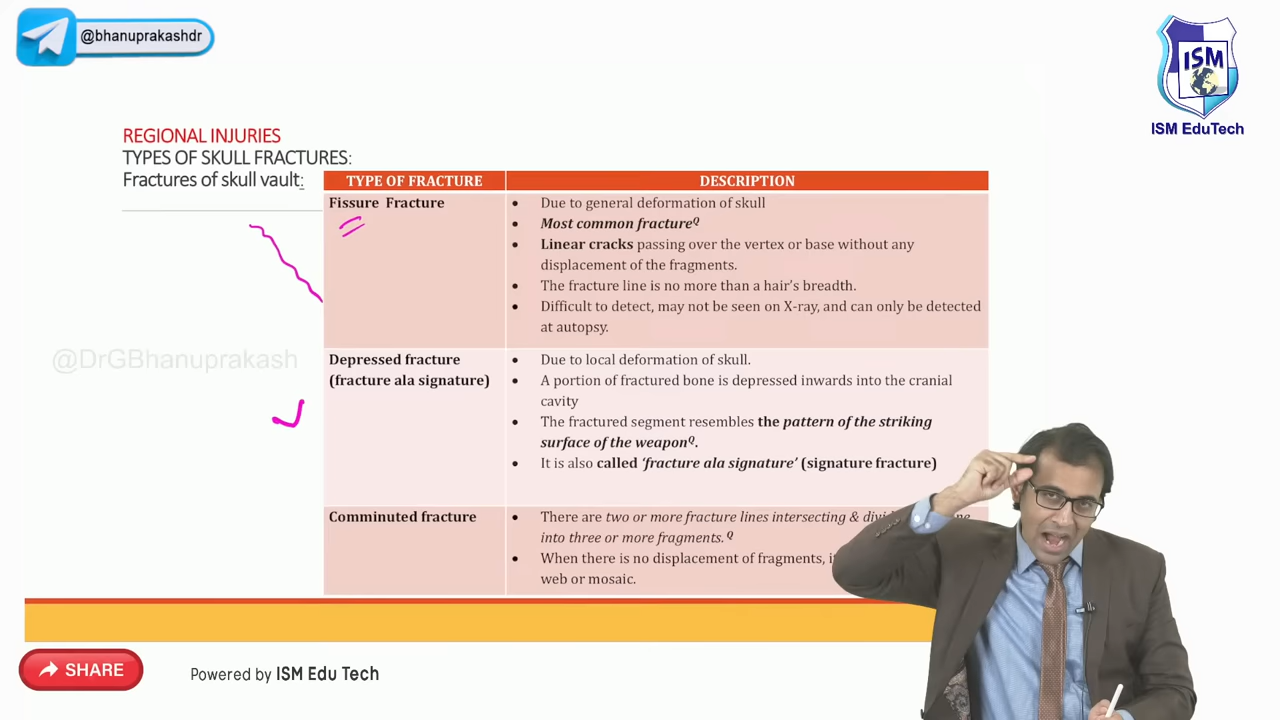 @bhanuprakashdr
ISM
ISM EduTech
REGIONAL INJURIES
TYPES OF SKULL FRACTURES:
Fractures of skull vault:
TYPE OF FRACTURE
DESCRIPTION
Fissure Fracture
• Due to general deformation of skull
• Most common fractureQ
• Linear cracks passing over the vertex or base without any
displacement of the fragments.
• The fracture line is no more than a hair's breadth.
• Difficult to detect, may not be seen on X-ray, and can only be detected
at autopsy.
@DrGBhanuprakash
Depressed fracture
(fracture ala signature)
• Due to local deformation of skull.
• A portion of fractured bone is depressed inwards into the cranial
cavity
• The fractured segment resembles the pattern of the striking
surface of the weaponQ.
• It is also called 'fracture ala signature' (signature fracture)
Comminuted fracture
• There are two or more fracture lines intersecting &
into three or more fragments. Q
• When there is no displacement of fragments,
web or mosaic.
SHARE
Powered by ISM Edu Tech